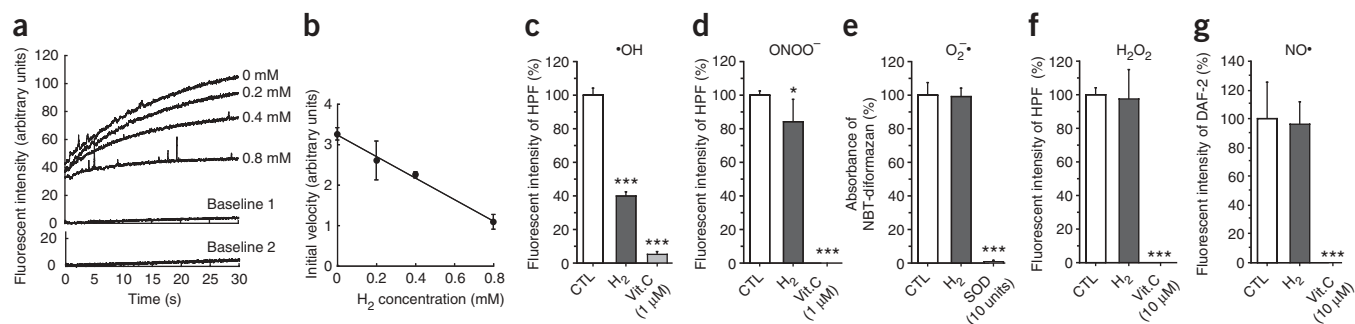 a
Fluorescent intensity (arbitrary units)
120
100
80
60
40
20
0
20
0
0 mM
0.2 mM
0.4 mM
0.8 mM
Baseline 1
Baseline 2
0 5 10 15 20 25 30
Time (s)
b
Initial velocity (arbitrary units)
4
3
2
1
0
0 0.2 0.4 0.6 0.8
H₂ concentration (mM)
c
•OH
Fluorescent intensity of HPF (%)
120
100
80
60
40
20
0
***
***
CTL
H₂
Vit.C
(1 µM)
d
ONOO⁻
Fluorescent intensity of HPF (%)
120
100
80
60
40
20
0
*
***
CTL
H₂
Vit.C
(1 µM)
e
O₂⁻•
Absorbance of
NBT-diformazan (%)
120
100
80
60
40
20
0
***
CTL
H₂
SOD
(10 units)
f
H₂O₂
Fluorescent intensity of HPF (%)
120
100
80
60
40
20
0
***
CTL
H₂
Vit.C
(10 µM)
g
NO•
Fluorescent intensity of DAF-2 (%)
140
120
100
80
60
40
20
0
***
CTL
H₂
Vit.C
(10 µM)